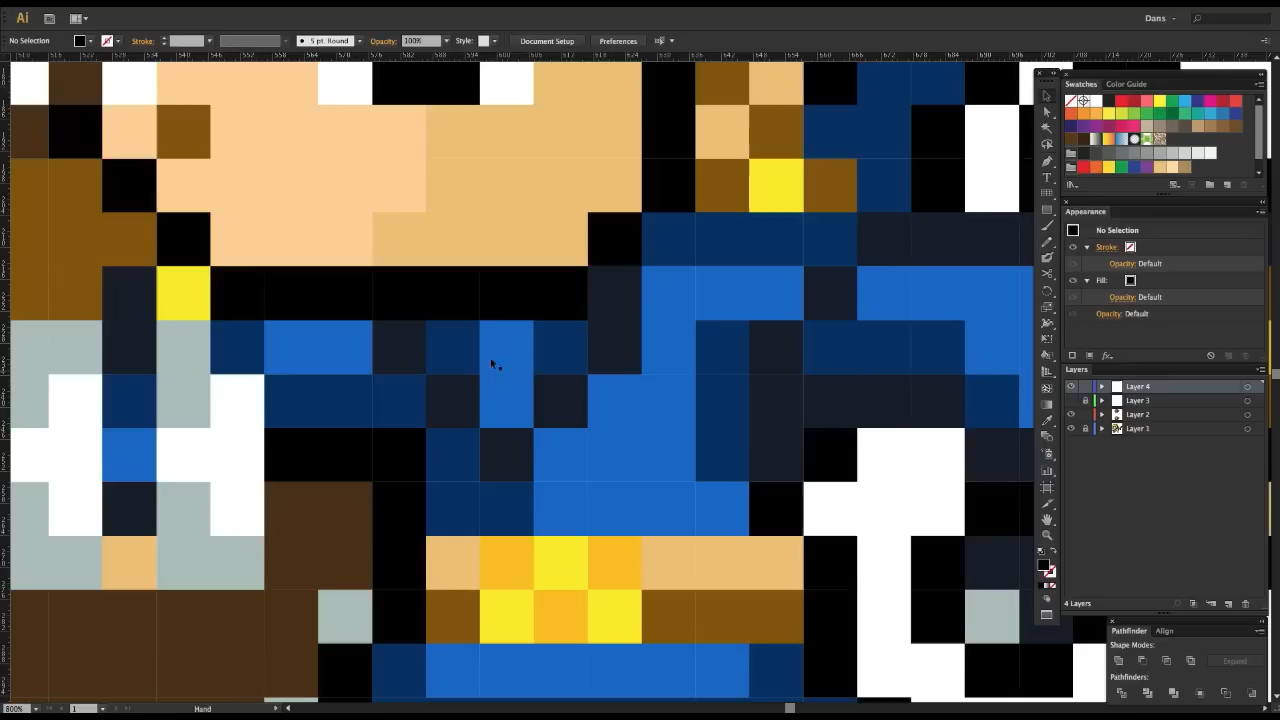 Ai
Dans
No Selection
Stroke:
5 pt. Round
Opacity:
100%
Style:
Document Setup
Preferences
Swatches
Color Guide
Appearance
No Selection
Stroke:
Opacity: Default
Fill:
Opacity: Default
Opacity: Default
Layers
Layer 4
Layer 3
Layer 2
Layer 1
4 Layers
Pathfinder
Align
Shape Modes:
Expand
Pathfinders:
800%
1
Hand